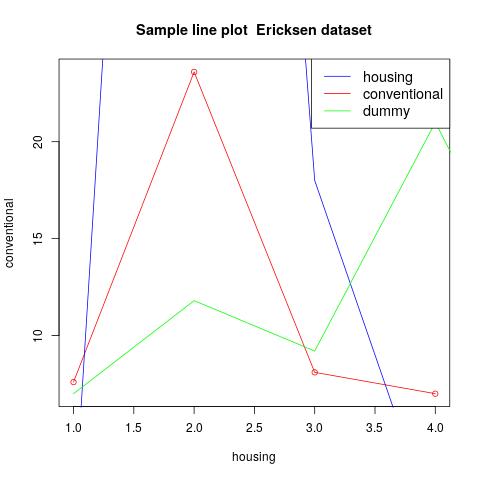 Sample line plot  Ericksen dataset
housing
conventional
dummy
conventional
20
15
10
1.0 1.5 2.0 2.5 3.0 3.5 4.0
housing